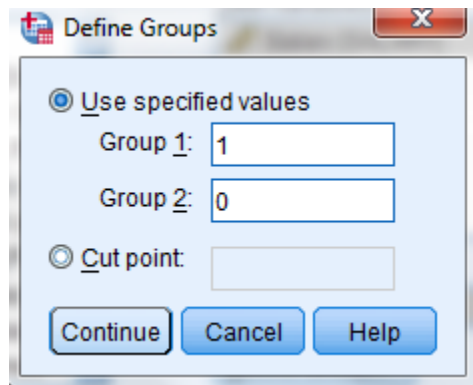 Define Groups
Use specified values
Group 1: 1
Group 2: 0
Cut point:
Continue Cancel Help